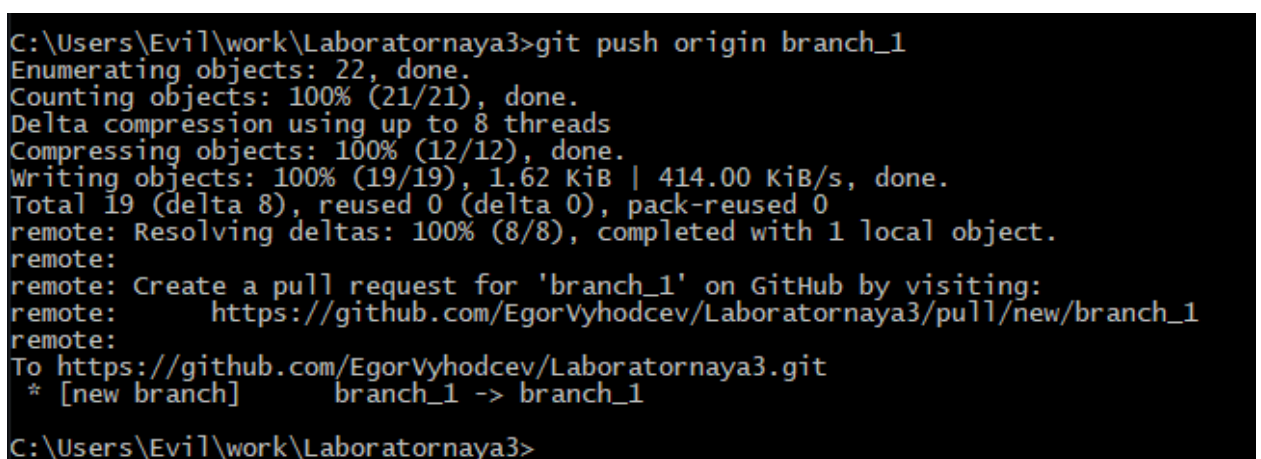 C:\Users\Evil\work\Laboratornaya3>git push origin branch_1
Enumerating objects: 22, done.
Counting objects: 100% (21/21), done.
Delta compression using up to 8 threads
Compressing objects: 100% (12/12), done.
Writing objects: 100% (19/19), 1.62 KiB | 414.00 KiB/s, done.
Total 19 (delta 8), reused 0 (delta 0), pack-reused 0
remote: Resolving deltas: 100% (8/8), completed with 1 local object.
remote:
remote: Create a pull request for 'branch_1' on GitHub by visiting:
remote:      https://github.com/EgorVyhodcev/Laboratornaya3/pull/new/branch_1
remote:
To https://github.com/EgorVyhodcev/Laboratornaya3.git
 * [new branch]      branch_1 -> branch_1
C:\Users\Evil\work\Laboratornaya3>